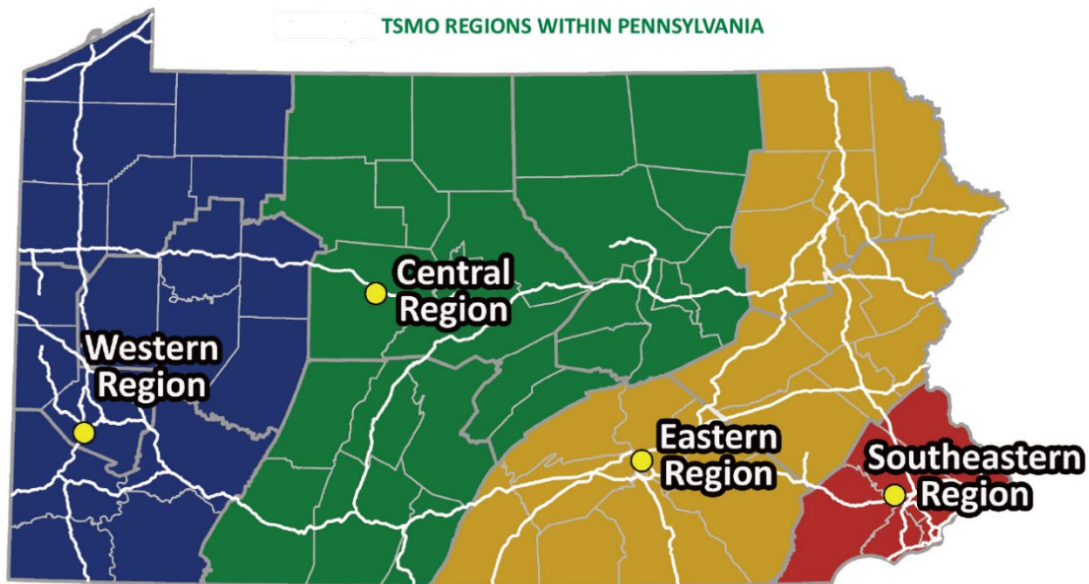 TSMO REGIONS WITHIN PENNSYLVANIA
Central
Region
Western
Region
Eastern
Region
Southeastern
Region